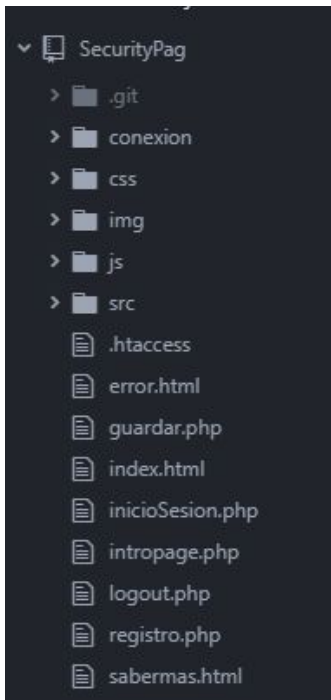 SecurityPag
.git
conexion
css
img
js
src
.htaccess
error.html
guardar.php
index.html
inicioSesion.php
intropage.php
logout.php
registro.php
sabermas.html